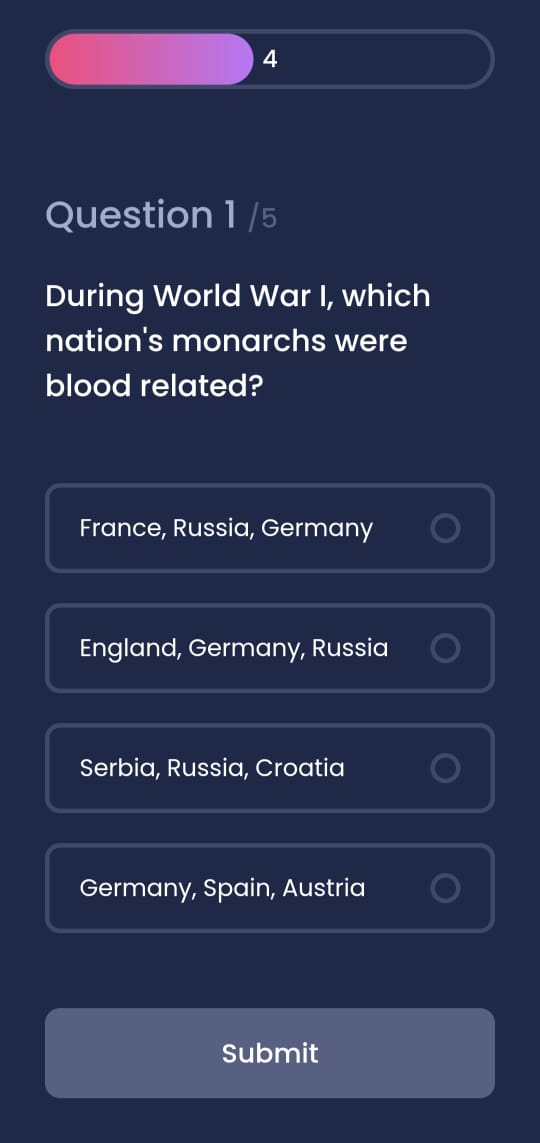 4
Question 1 /5
During World War I, which
nation's monarchs were
blood related?
France, Russia, Germany
England, Germany, Russia
Serbia, Russia, Croatia
Germany, Spain, Austria
Submit